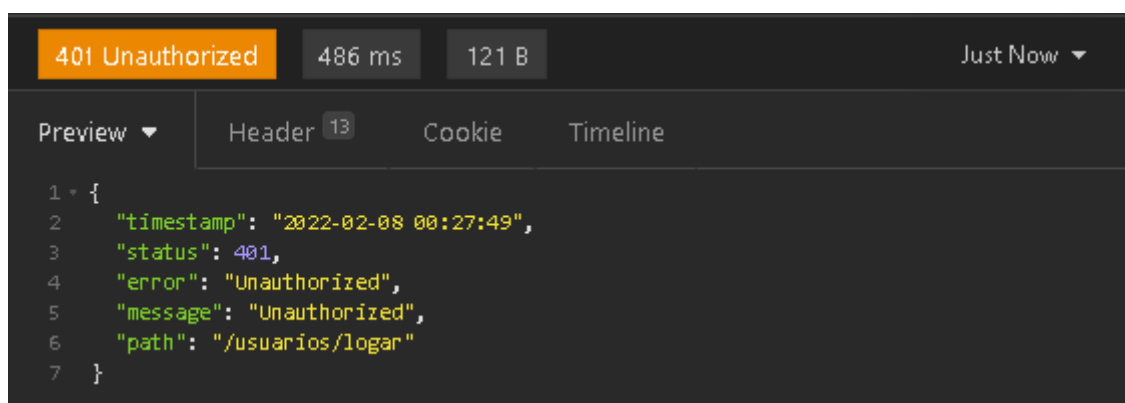 401 Unauthorized 486 ms 121 B Just Now
Preview Header 13 Cookie Timeline
1 {
2 "timestamp": "2022-02-08 00:27:49",
3 "status": 401,
4 "error": "Unauthorized",
5 "message": "Unauthorized",
6 "path": "/usuarios/logar"
7 }